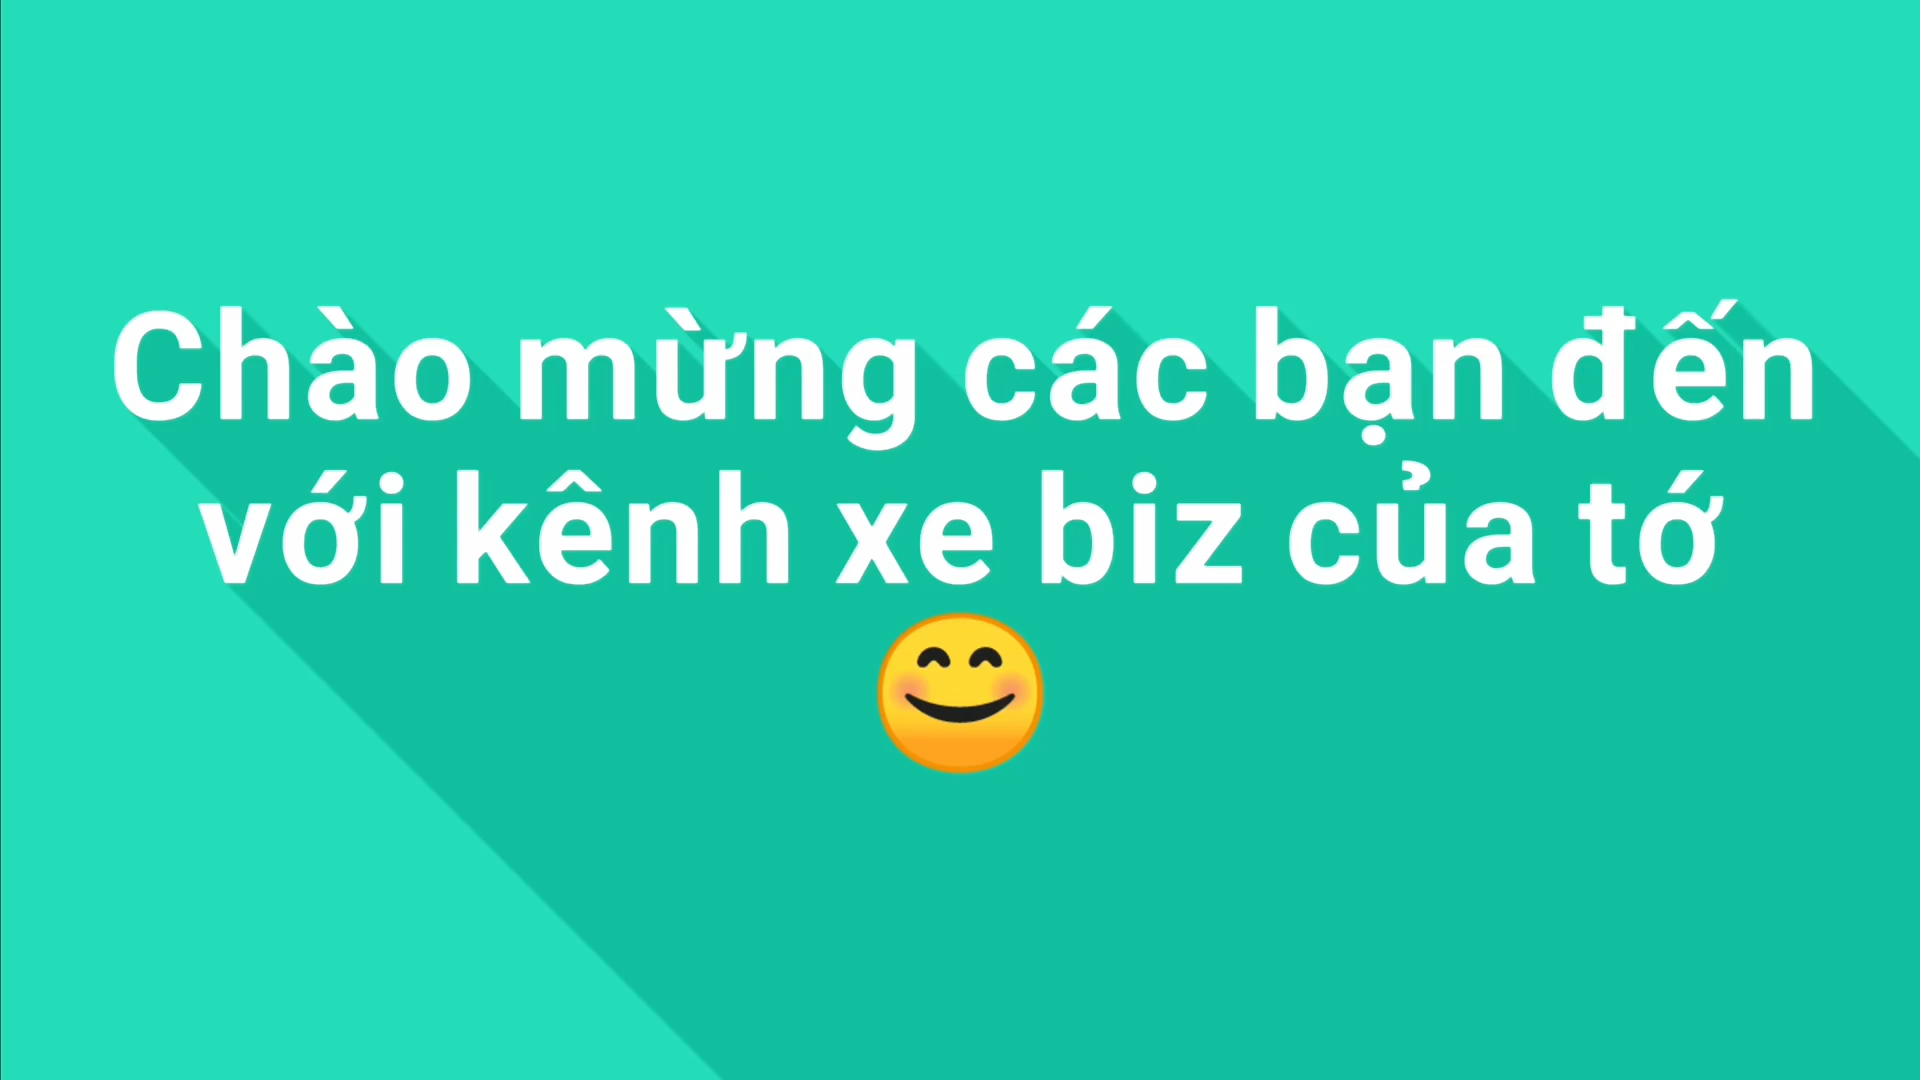 Chào mừng các bạn đến
với kênh xe biz của tớ
😊